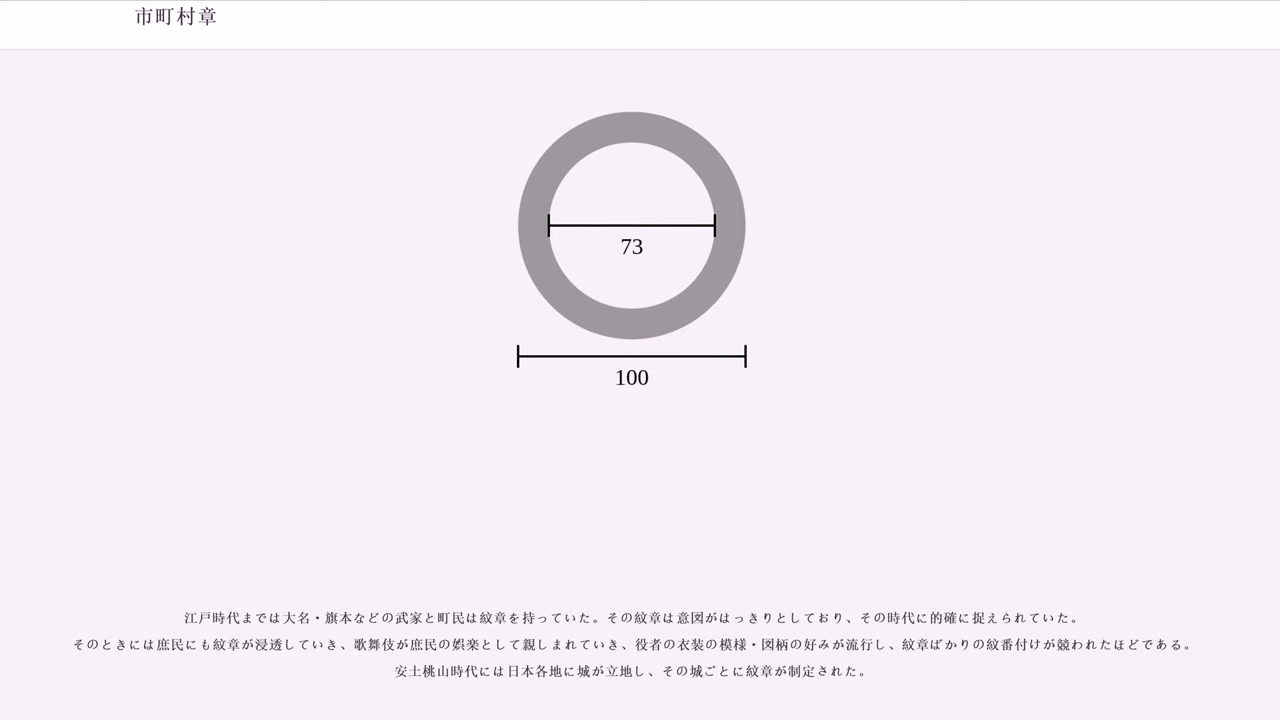 市町村章
73
100
江戸時代までは大名・旗本などの武家と町民は紋章を持っていた。その紋章は意図がはっきりとしており、その時代に的確に捉えられていた。
そのときには庶民にも紋章が浸透していき、歌舞伎が庶民の娯楽として親しまれていき、役者の衣装の模様・図柄の好みが流行し、紋章ばかりの紋番付けが競われたほどである。
安土桃山時代には日本各地に城が立地し、その城ごとに紋章が制定された。